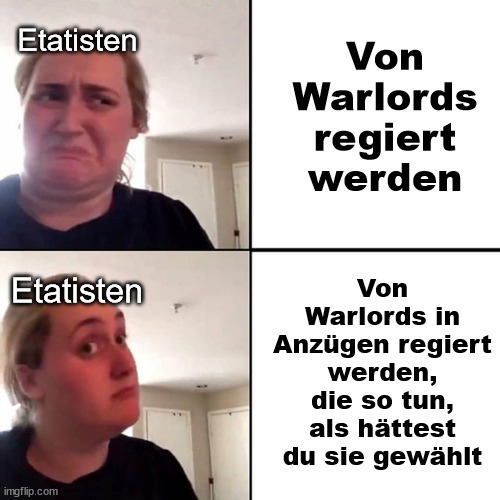 Etatisten
Von
Warlords
regiert
werden
Etatisten
Von
Warlords in
Anzügen regiert
werden,
die so tun,
als hättest
du sie gewählt
imgflip.com